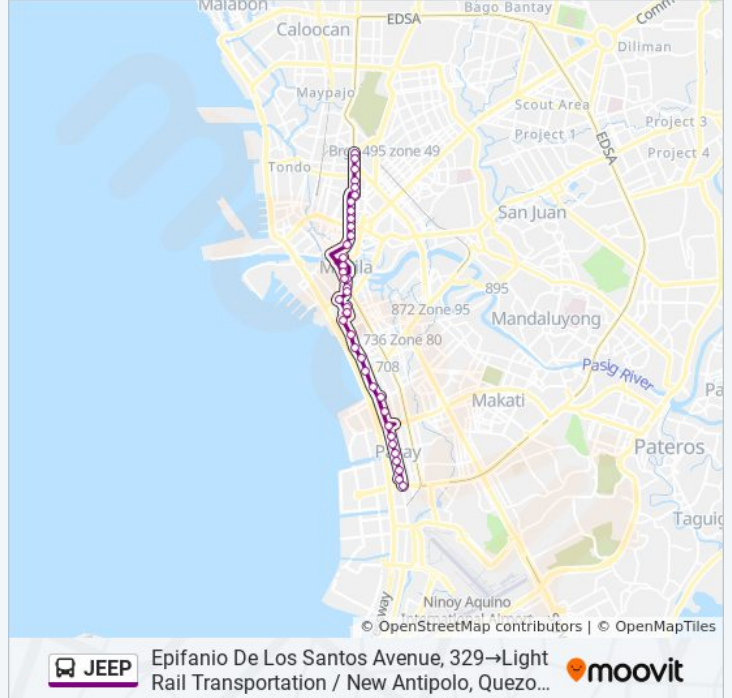 Malabon
Bago Bantay
EDSA
Caloocan
Diliman
Maypajo
Scout Area
Project 3
Project 1
EDSA
Brgy 495 zone 49
Project 4
Tondo
San Juan
Manila
895
872 Zone 95
Mandaluyong
736 Zone 80
708
Pasig River
Makati
Pasay
Pateros
Taguig
Ninoy Aquino
International Airport
© OpenStreetMap contributors | © OpenMapTiles
JEEP
Epifanio De Los Santos Avenue, 329→Light
Rail Transportation / New Antipolo, Quezo...
moovit